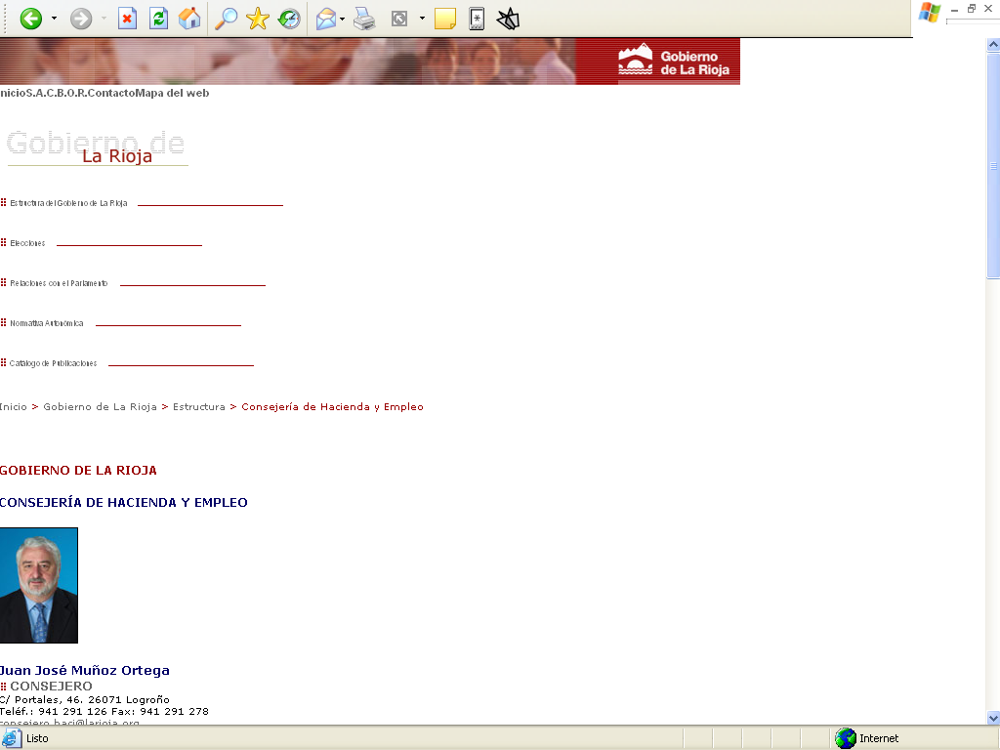 Gobierno
de La Rioja
nicioS.A.C.B.O.R.ContactoMapa del web
Gobierno de
La Rioja
Estructura del Gobierno de La Rioja
Elecciones
Relaciones con el Parlamento
Normativa Autonómica
Catálogo de Publicaciones
Inicio > Gobierno de La Rioja > Estructura > Consejería de Hacienda y Empleo
GOBIERNO DE LA RIOJA
CONSEJERÍA DE HACIENDA Y EMPLEO
Juan José Muñoz Ortega
CONSEJERO
C/ Portales, 46. 26071 Logroño
Teléf.: 941 291 126 Fax: 941 291 278
consejero.haci@larioja.org
Listo
Internet